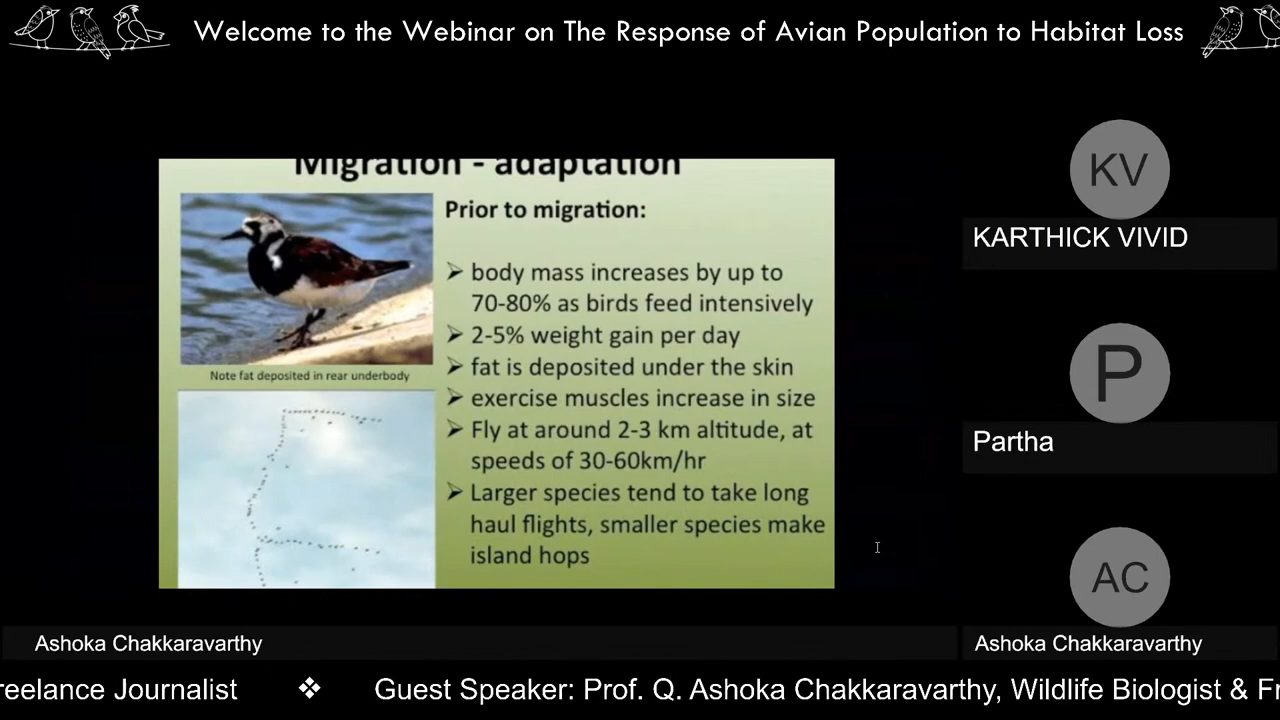 Welcome to the Webinar on The Response of Avian Population to Habitat Loss
Migration - adaptation
Prior to migration:
➢ body mass increases by up to
70-80% as birds feed intensively
➢ 2-5% weight gain per day
➢ fat is deposited under the skin
➢ exercise muscles increase in size
➢ Fly at around 2-3 km altitude, at
speeds of 30-60km/hr
➢ Larger species tend to take long
haul flights, smaller species make
island hops
Note fat deposited in rear underbody
KV
KARTHICK VIVID
P
Partha
AC
Ashoka Chakkaravarthy
Ashoka Chakkaravarthy
reelance Journalist ❖ Guest Speaker: Prof. Q. Ashoka Chakkaravarthy, Wildlife Biologist & Fr